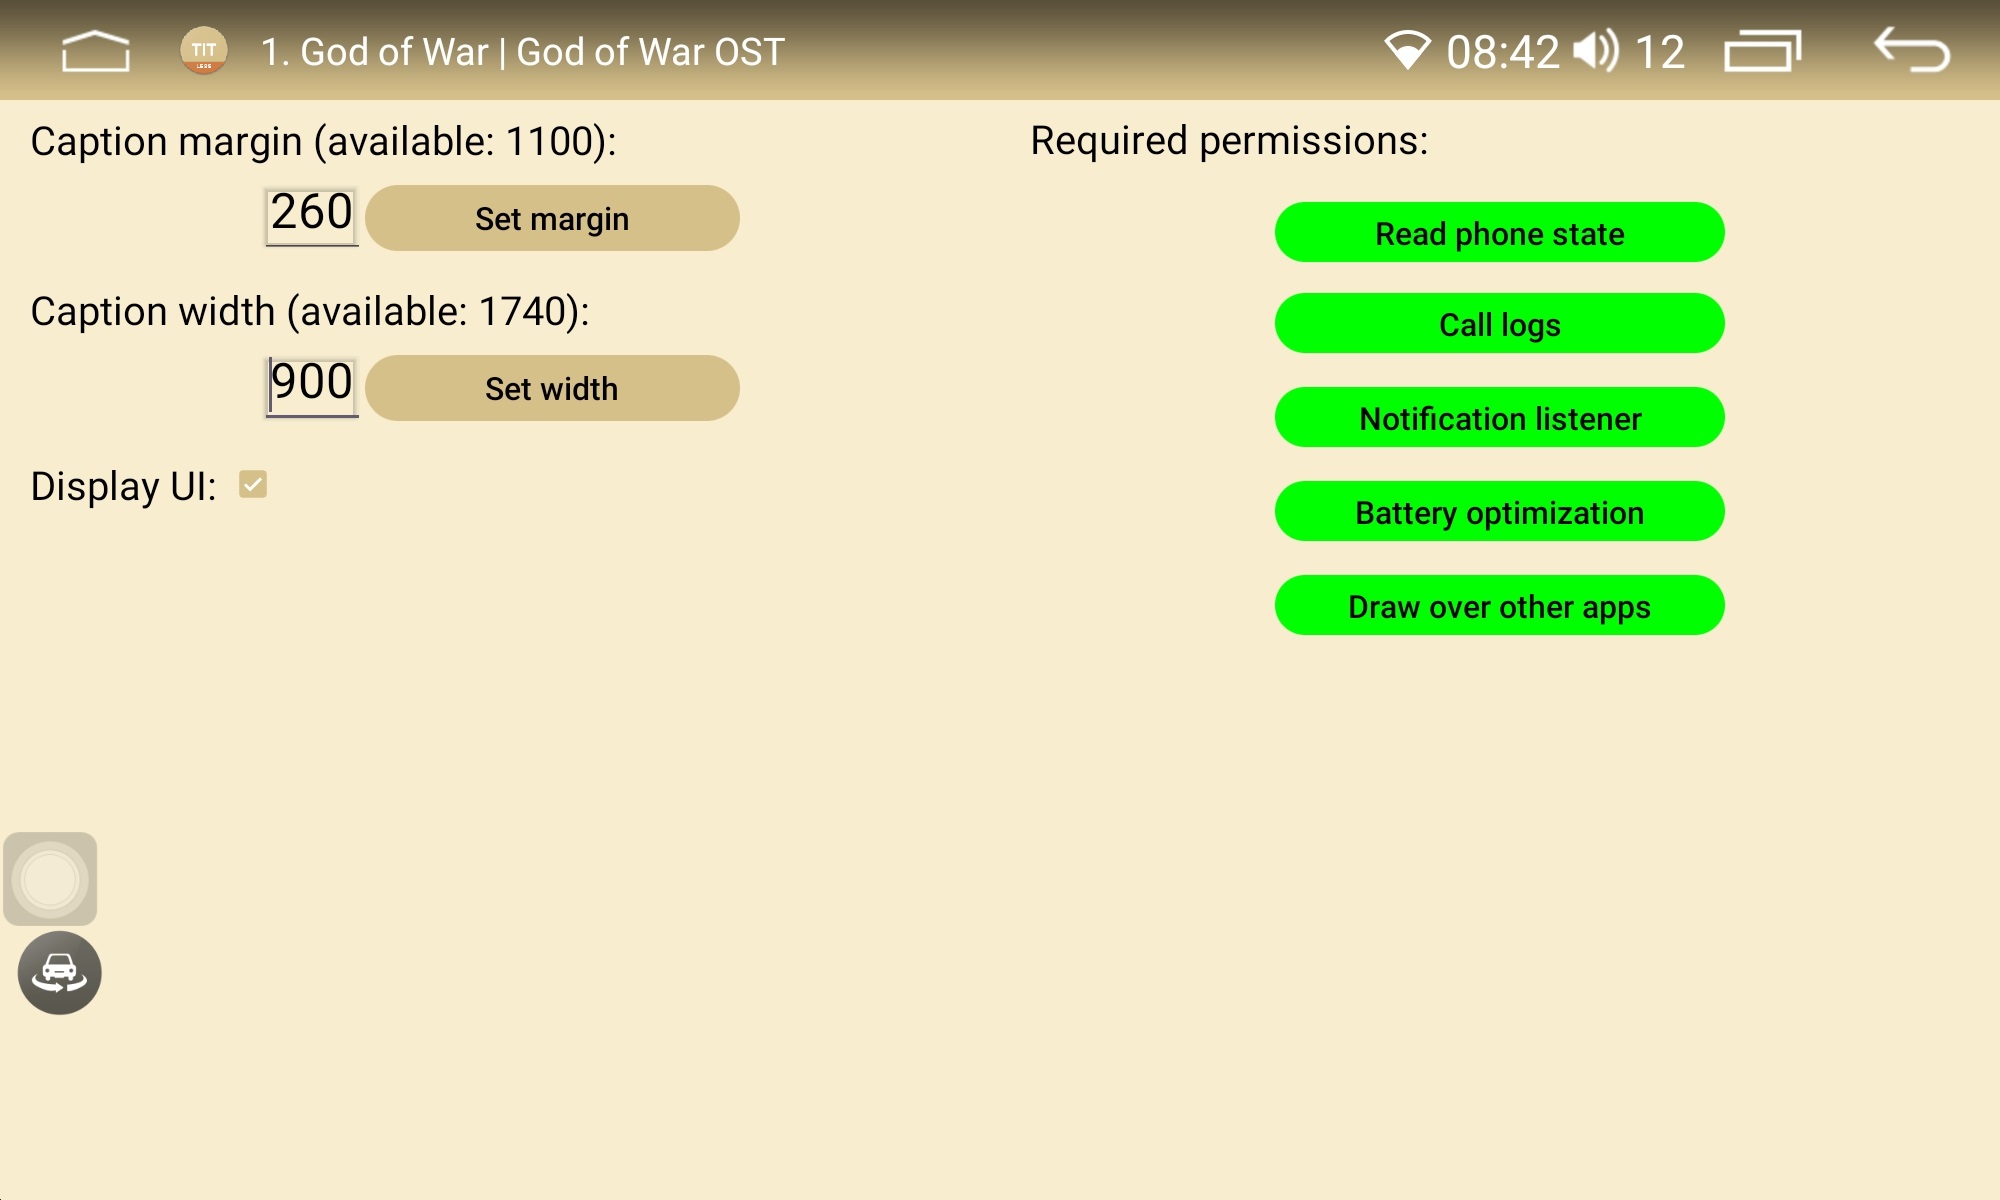 TIT
LESS
1. God of War | God of War OST
08:42
12
Caption margin (available: 1100):
260
Set margin
Caption width (available: 1740):
900
Set width
Display UI:
Required permissions:
Read phone state
Call logs
Notification listener
Battery optimization
Draw over other apps